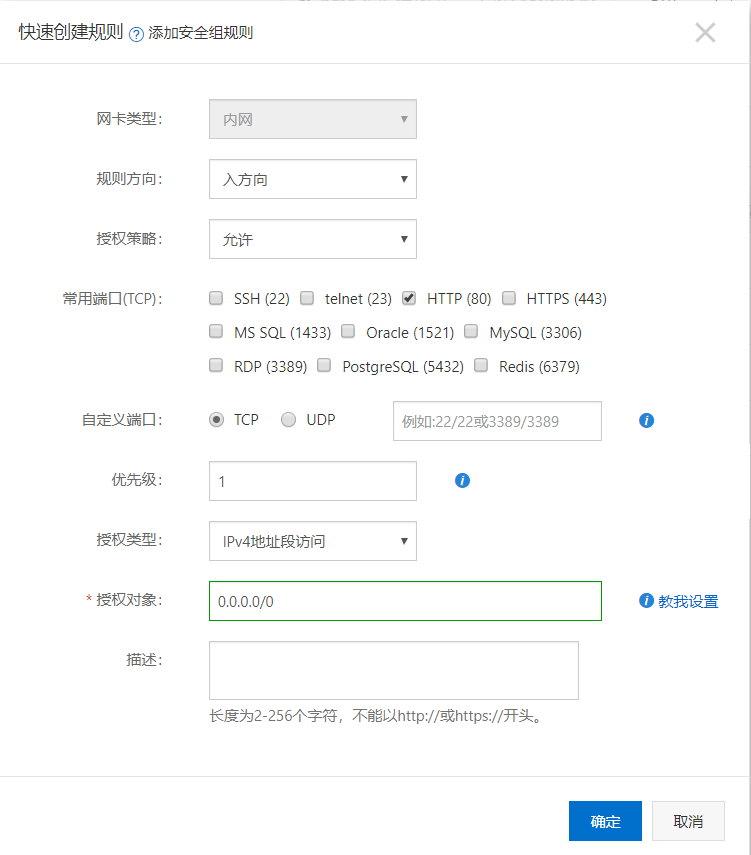 快速创建规则 ? 添加安全组规则
网卡类型： 内网
规则方向： 入方向
授权策略： 允许
常用端口(TCP)： SSH (22) telnet (23) HTTP (80) HTTPS (443)
MS SQL (1433) Oracle (1521) MySQL (3306)
RDP (3389) PostgreSQL (5432) Redis (6379)
自定义端口： TCP UDP 例如:22/22或3389/3389
优先级： 1
授权类型： IPv4地址段访问
* 授权对象： 0.0.0.0/0 教我设置
描述：
长度为2-256个字符，不能以http://或https://开头。
确定 取消